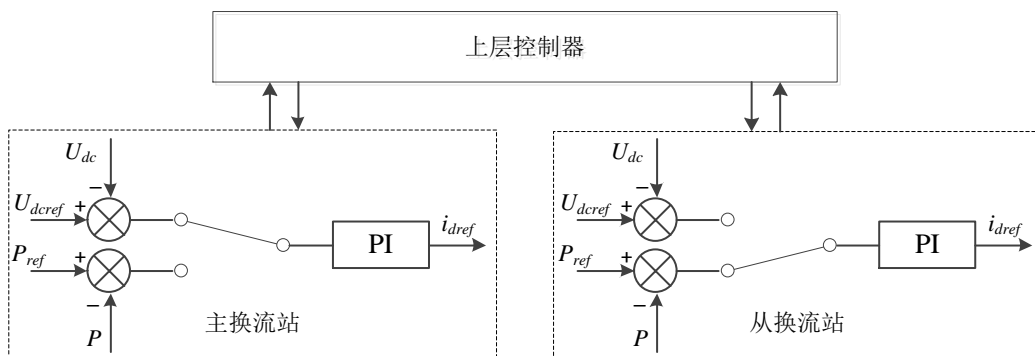 上层控制器
U_dc
−
U_dcref +
P_ref +
−
P
PI
i_dref
主换流站
U_dc
−
U_dcref +
P_ref +
−
P
PI
i_dref
从换流站